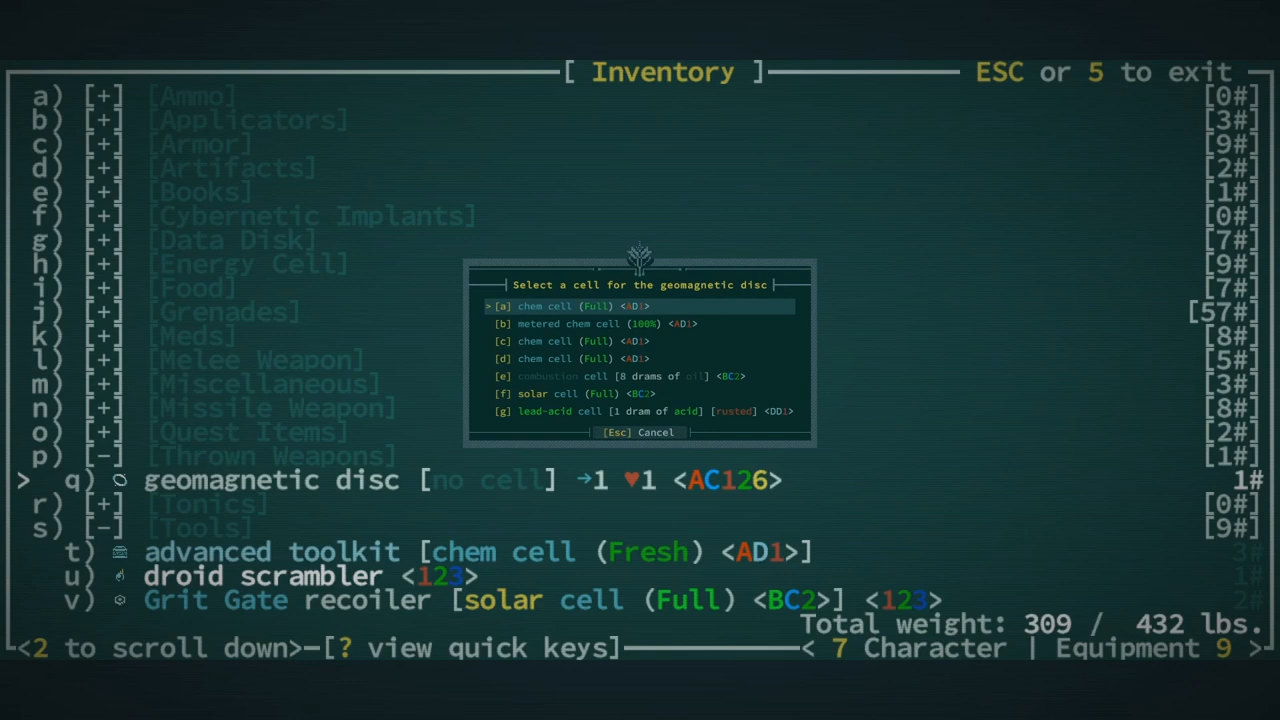 [ Inventory ] ESC or 5 to exit
a) [+] [Ammo] [0#]
b) [+] [Applicators] [3#]
c) [+] [Armor] [9#]
d) [+] [Artifacts] [2#]
e) [+] [Books] [1#]
f) [+] [Cybernetic Implants] [0#]
g) [+] [Data Disk] [7#]
h) [+] [Energy Cell] [9#]
i) [+] [Food] [7#]
j) [+] [Grenades] [57#]
k) [+] [Meds] [8#]
l) [+] [Melee Weapon] [5#]
m) [+] [Miscellaneous] [3#]
n) [+] [Missile Weapon] [8#]
o) [+] [Quest Items] [2#]
p) [-] [Thrown Weapons] [1#]
> q) geomagnetic disc [no cell] →1 ♥1 <AC126> 1#
r) [+] [Tonics] [0#]
s) [-] [Tools] [9#]
t) advanced toolkit [chem cell (Fresh) <AD1>] 3#
u) droid scrambler <123> 1#
v) Grit Gate recoiler [solar cell (Full) <BC2>] <123> 2#
Total weight: 309 / 432 lbs.
<2 to scroll down> [? view quick keys] < 7 Character | Equipment 9 >
Select a cell for the geomagnetic disc
> [a] chem cell (Full) <AD1>
[b] metered chem cell (100%) <AD1>
[c] chem cell (Full) <AD1>
[d] chem cell (Full) <AD1>
[e] combustion cell [8 drams of oil] <BC2>
[f] solar cell (Full) <BC2>
[g] lead-acid cell [1 dram of acid] [rusted] <DD1>
[Esc] Cancel